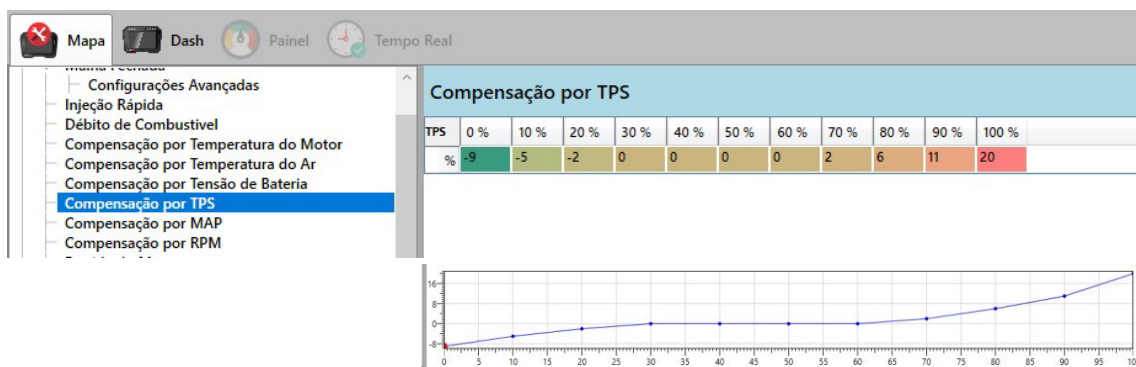 Mapa Dash Painel Tempo Real
Malha Fechada
Configurações Avançadas
Injeção Rápida
Débito de Combustivel
Compensação por Temperatura do Motor
Compensação por Temperatura do Ar
Compensação por Tensão de Bateria
Compensação por TPS
Compensação por MAP
Compensação por RPM
Compensação por TPS
TPS 0 % 10 % 20 % 30 % 40 % 50 % 60 % 70 % 80 % 90 % 100 %
% -9 -5 -2 0 0 0 0 2 6 11 20
16
8
0
-8
0 5 10 15 20 25 30 35 40 45 50 55 60 65 70 75 80 85 90 95 10